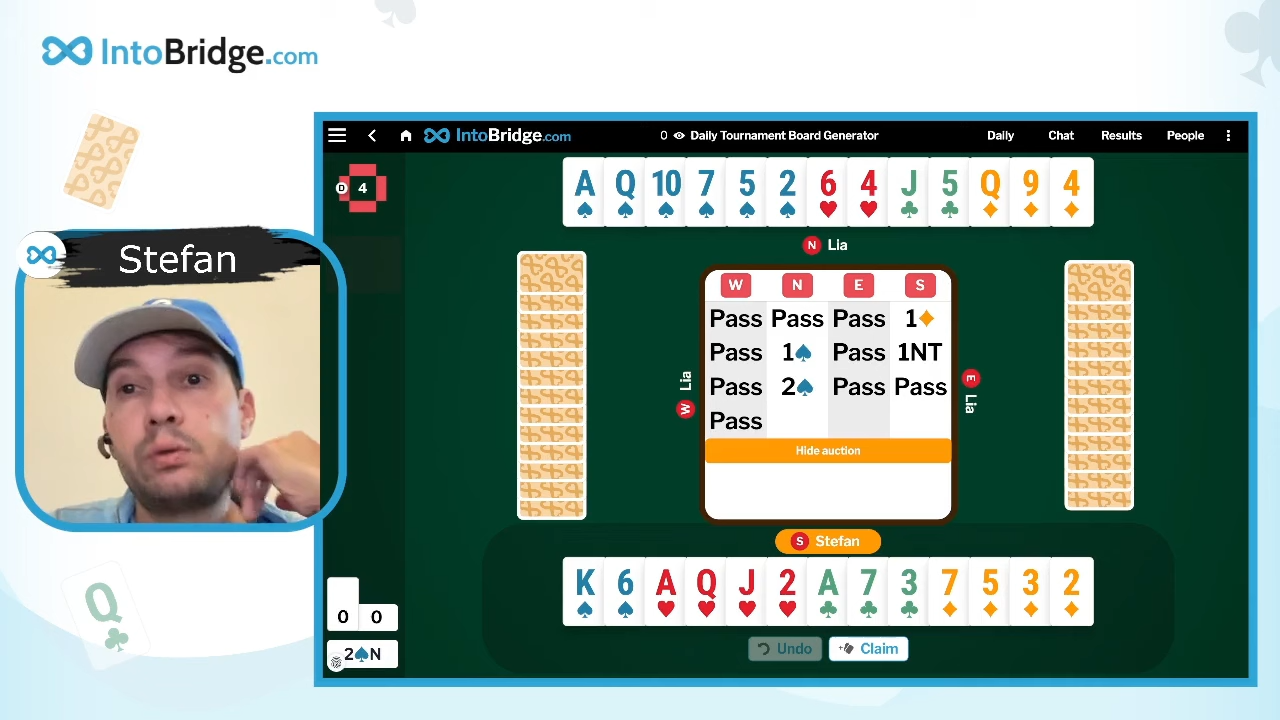 IntoBridge.com
IntoBridge.com
0 Daily Tournament Board Generator
Daily Chat Results People
D 4
A Q 10 7 5 2 6 4 J 5 Q 9 4
N Lia
Stefan
W N E S
Pass Pass Pass 1♦
Pass 1♠ Pass 1NT
Pass 2♠ Pass Pass
Pass
W Lia
E Lia
Hide auction
S Stefan
K 6 A Q J 2 A 7 3 7 5 3 2
Q
0 0
2♠N
Undo Claim